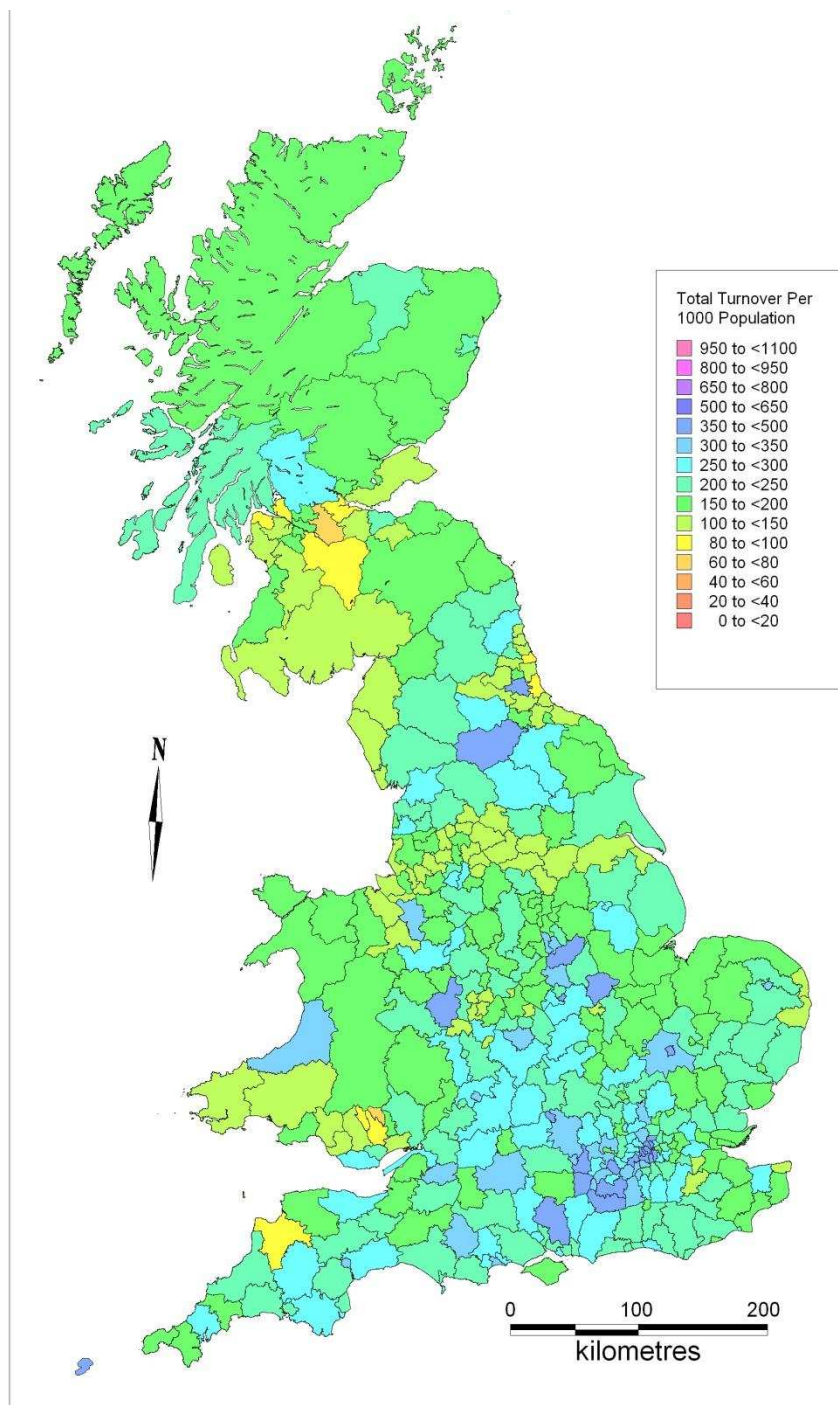 Total Turnover Per
1000 Population
950 to <1100
800 to <950
650 to <800
500 to <650
350 to <500
300 to <350
250 to <300
200 to <250
150 to <200
100 to <150
80 to <100
60 to <80
40 to <60
20 to <40
0 to <20
N
0 100 200
kilometres